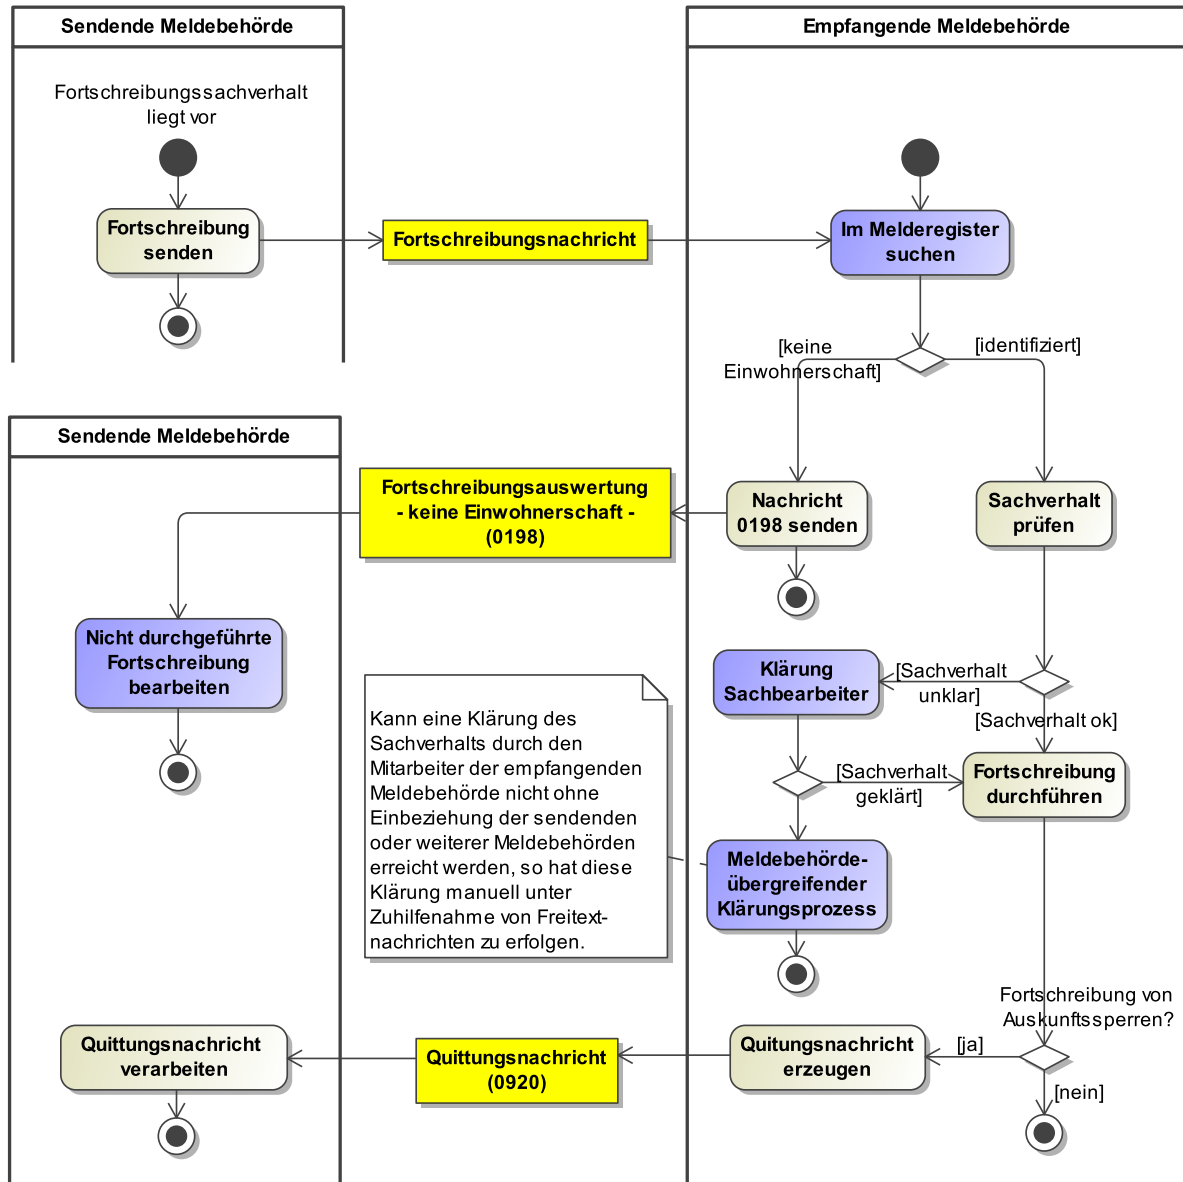 Sendende Meldebehörde
Empfangende Meldebehörde
Fortschreibungssachverhalt
liegt vor
Fortschreibung
senden
Fortschreibungsnachricht
Im Melderegister
suchen
[keine
Einwohnerschaft]
[identifiziert]
Sendende Meldebehörde
Fortschreibungsauswertung
- keine Einwohnerschaft -
(0198)
Nachricht
0198 senden
Sachverhalt
prüfen
Nicht durchgeführte
Fortschreibung
bearbeiten
Klärung
Sachbearbeiter
[Sachverhalt
unklar]
[Sachverhalt ok]
Kann eine Klärung des
Sachverhalts durch den
Mitarbeiter der empfangenden
Meldebehörde nicht ohne
Einbeziehung der sendenden
oder weiterer Meldebehörden
erreicht werden, so hat diese
Klärung manuell unter
Zuhilfenahme von Freitext-
nachrichten zu erfolgen.
[Sachverhalt
geklärt]
Fortschreibung
durchführen
Meldebehörde-
übergreifender
Klärungsprozess
Fortschreibung von
Auskunftssperren?
Quittungsnachricht
verarbeiten
Quittungsnachricht
(0920)
Quitungsnachricht
erzeugen
[ja]
[nein]